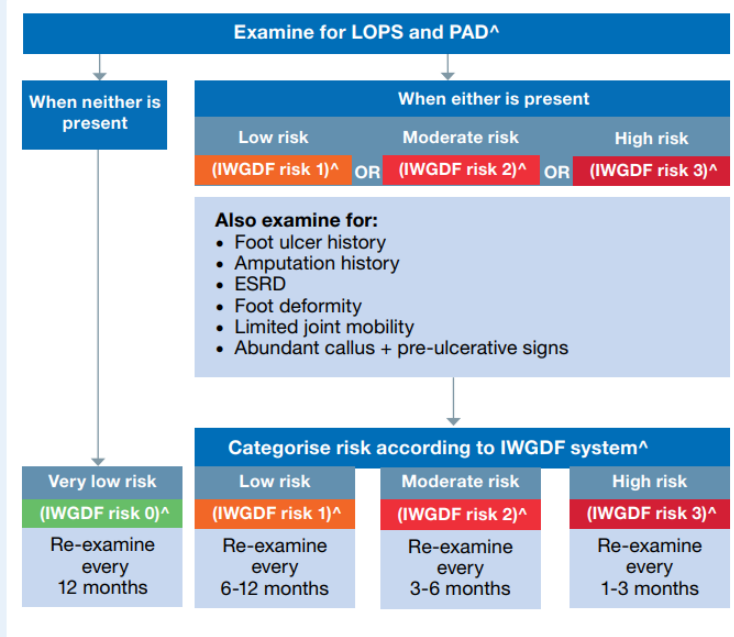 Examine for LOPS and PAD^
When neither is
present
When either is present
Low risk
Moderate risk
High risk
(IWGDF risk 1)^ OR (IWGDF risk 2)^ OR (IWGDF risk 3)^
Also examine for:
• Foot ulcer history
• Amputation history
• ESRD
• Foot deformity
• Limited joint mobility
• Abundant callus + pre-ulcerative signs
Categorise risk according to IWGDF system^
Very low risk
(IWGDF risk 0)^
Re-examine
every
12 months
Low risk
(IWGDF risk 1)^
Re-examine
every
6-12 months
Moderate risk
(IWGDF risk 2)^
Re-examine
every
3-6 months
High risk
(IWGDF risk 3)^
Re-examine
every
1-3 months